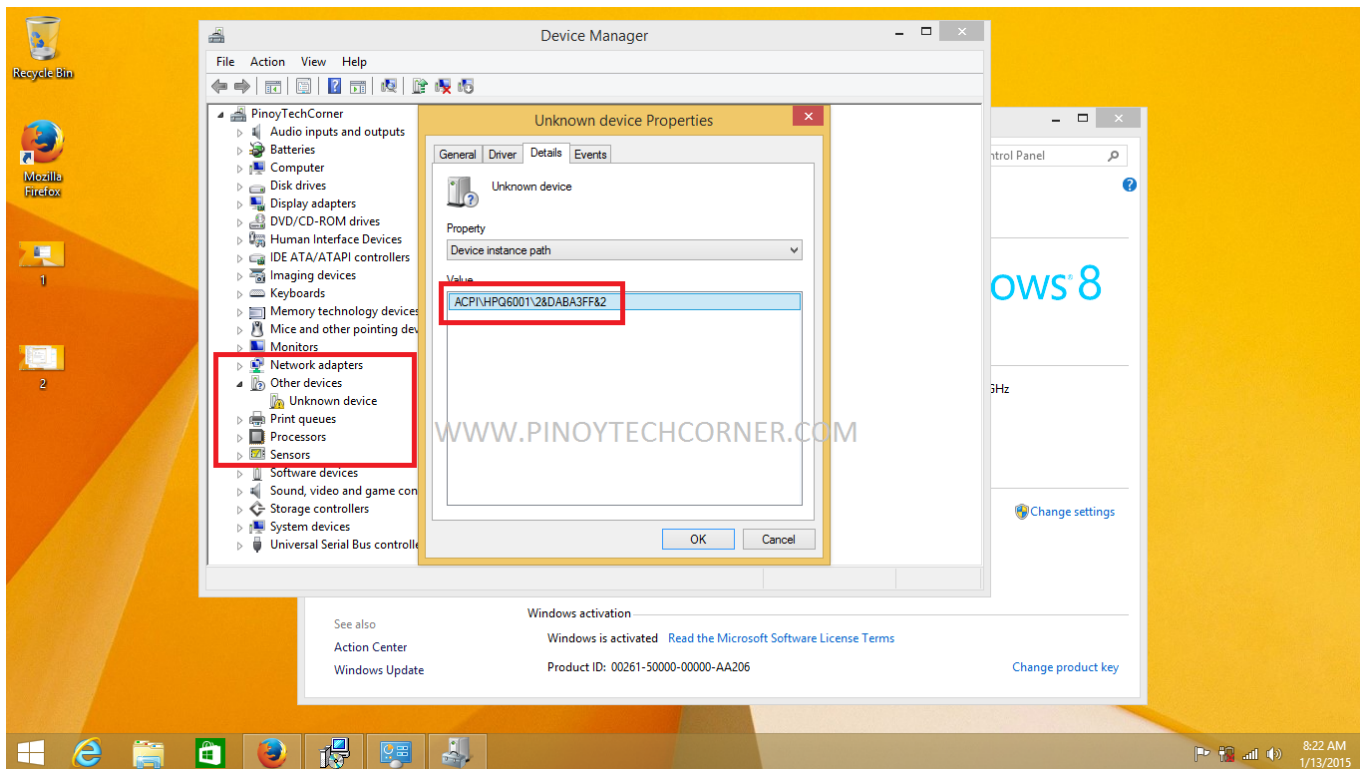 Recycle Bin
Mozilla
Firefox
1
2
Device Manager
File Action View Help
PinoyTechCorner
Audio inputs and outputs
Batteries
Computer
Disk drives
Display adapters
DVD/CD-ROM drives
Human Interface Devices
IDE ATA/ATAPI controllers
Imaging devices
Keyboards
Memory technology devices
Mice and other pointing dev
Monitors
Network adapters
Other devices
Unknown device
Print queues
Processors
Sensors
Software devices
Sound, video and game con
Storage controllers
System devices
Universal Serial Bus controlle
Unknown device Properties
General Driver Details Events
Unknown device
Property
Device instance path
Value
ACPI\HPQ6001\2&DABA3FF&2
OK Cancel
WWW.PINOYTECHCORNER.COM
ntrol Panel
ows 8
GHz
Change settings
See also
Action Center
Windows Update
Windows activation
Windows is activated Read the Microsoft Software License Terms
Product ID: 00261-50000-00000-AA206
Change product key
8:22 AM
1/13/2015